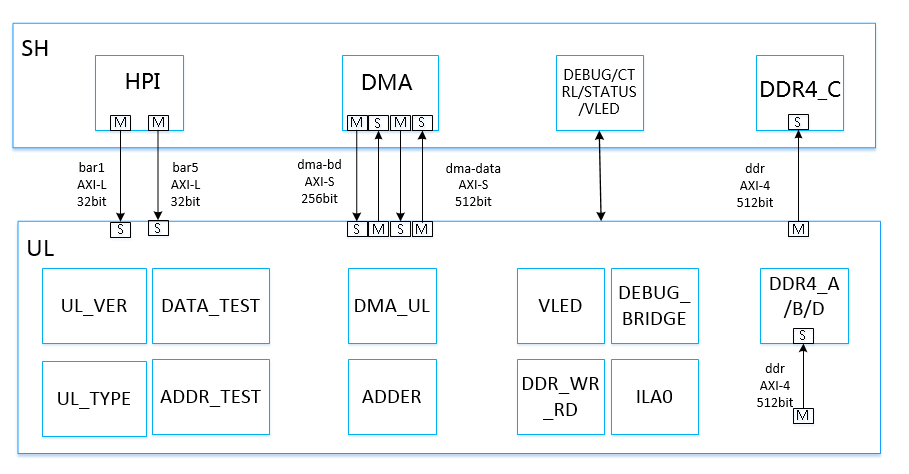 SH
HPI
DMA
DEBUG/CT
RL/STATUS
/VLED
DDR4_C
M
M
M
S
M
S
S
bar1
AXI-L
32bit
bar5
AXI-L
32bit
dma-bd
AXI-S
256bit
dma-data
AXI-S
512bit
ddr
AXI-4
512bit
S
S
S
M
S
M
M
UL
UL_VER
DATA_TEST
DMA_UL
VLED
DEBUG_
BRIDGE
DDR4_A
/B/D
S
UL_TYPE
ADDR_TEST
ADDER
DDR_WR
_RD
ILA0
ddr
AXI-4
512bit
M